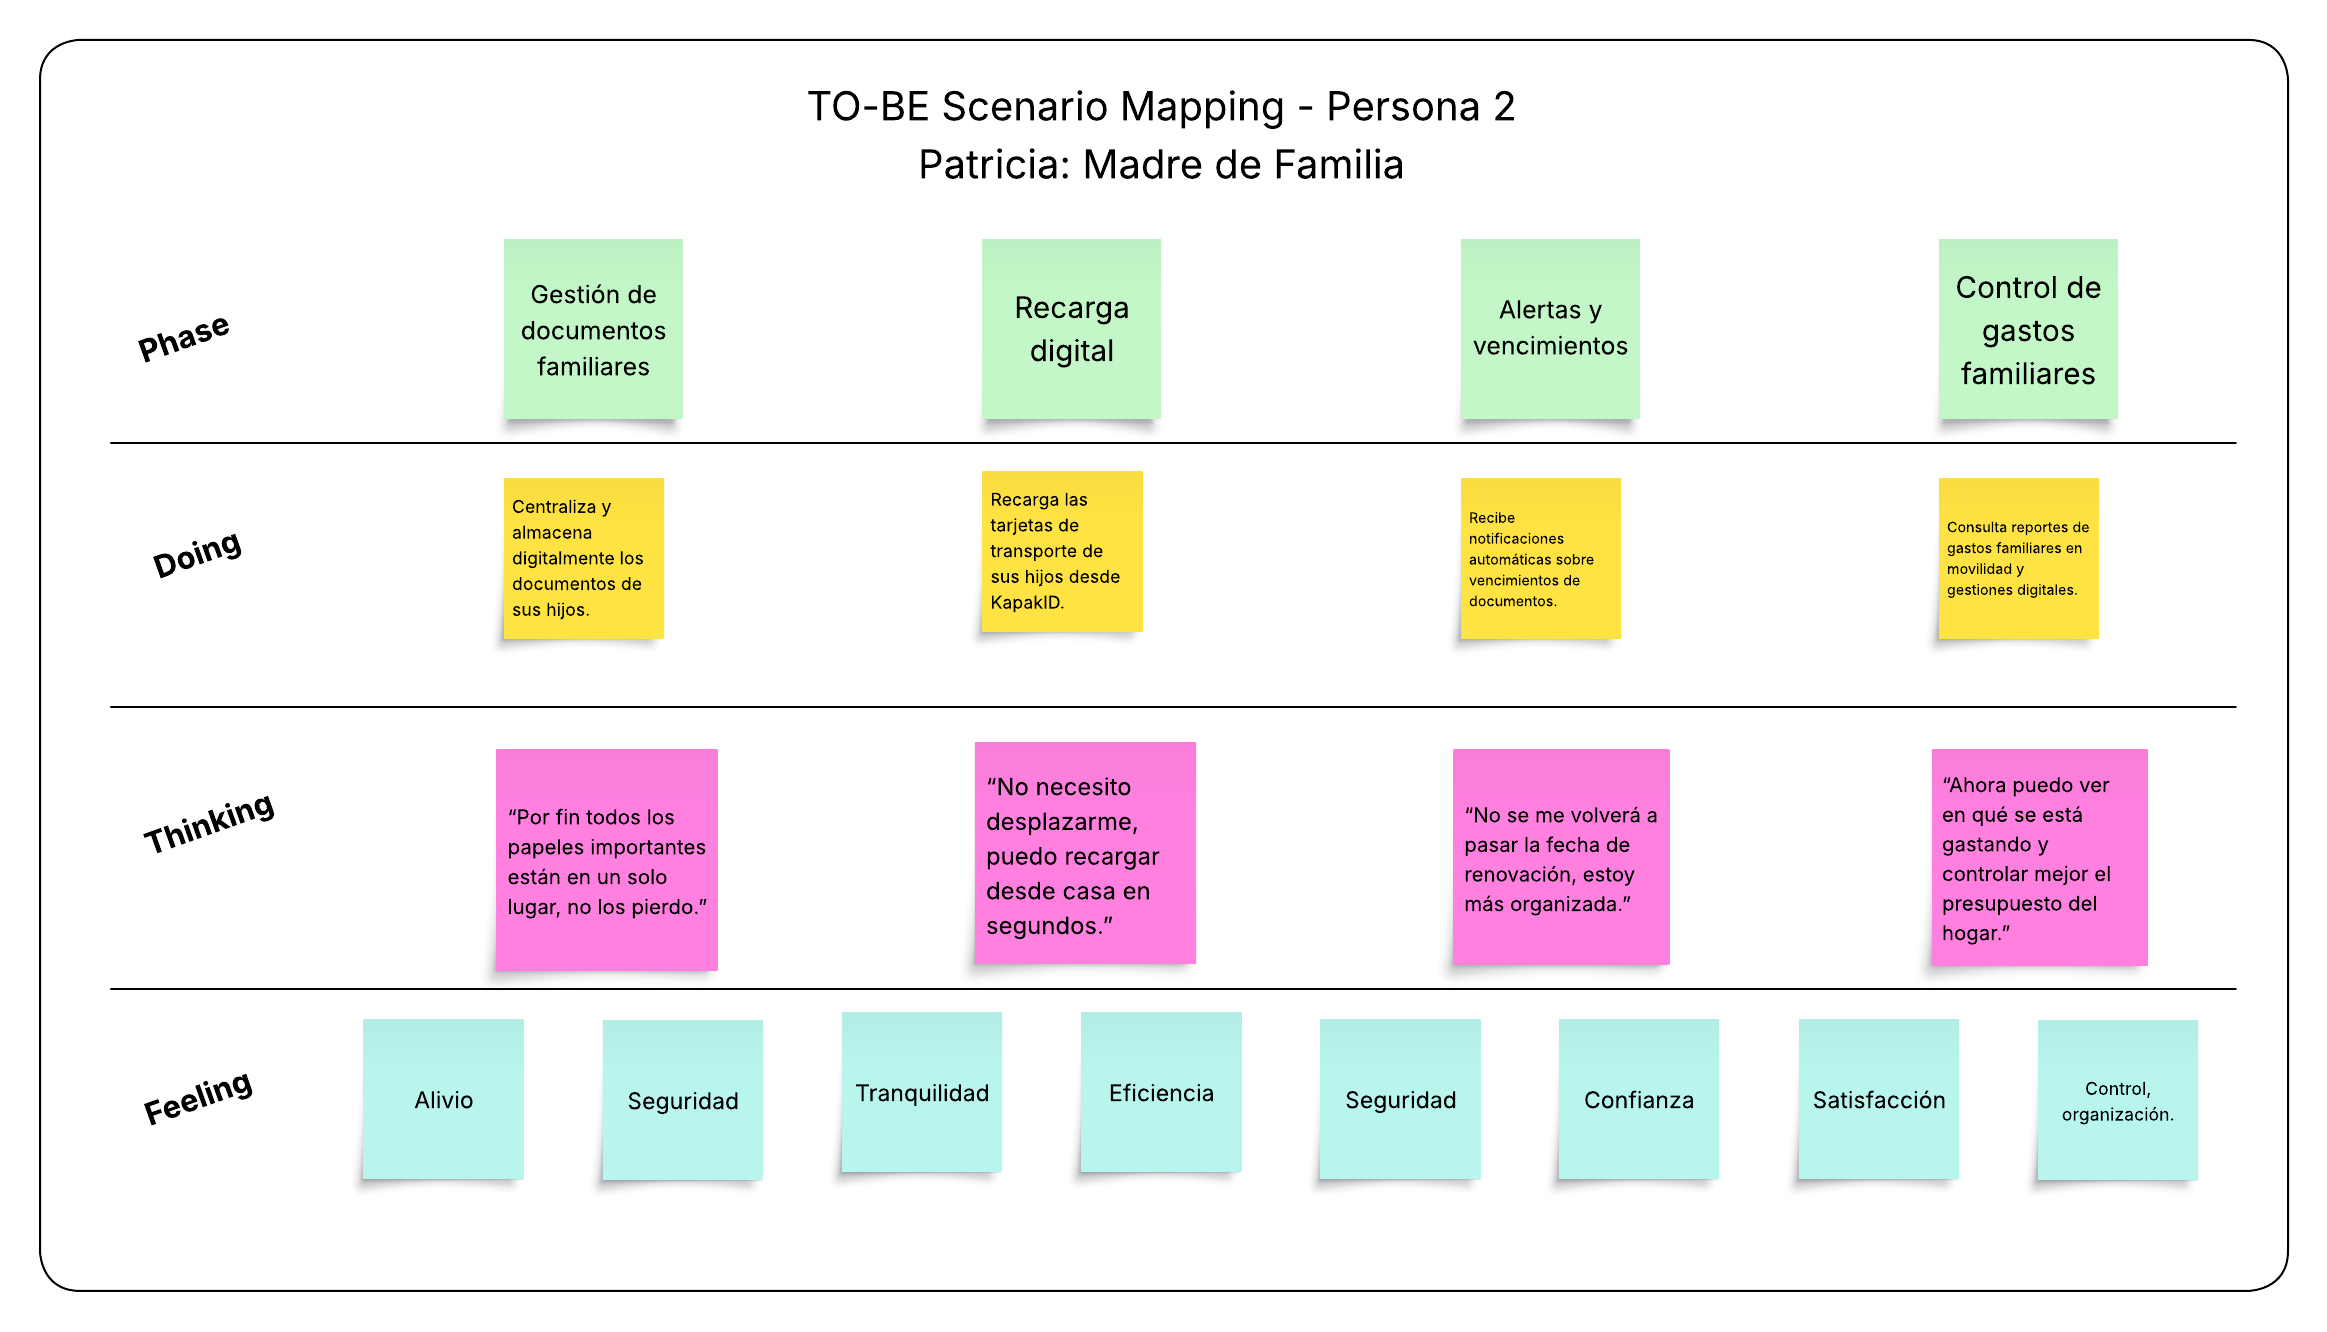 TO-BE Scenario Mapping - Persona 2
Patricia: Madre de Familia
Phase
Gestión de
documentos
familiares
Recarga
digital
Alertas y
vencimientos
Control de
gastos
familiares
Doing
Centraliza y
almacena
digitalmente los
documentos de
sus hijos.
Recarga las
tarjetas de
transporte de
sus hijos desde
KapakID.
Recibe
notificaciones
automáticas sobre
vencimientos de
documentos.
Consulta reportes de
gastos familiares en
movilidad y
gestiones digitales.
Thinking
“Por fin todos los
papeles importantes
están en un solo
lugar, no los pierdo.”
“No necesito
desplazarme,
puedo recargar
desde casa en
segundos.”
“No se me volverá a
pasar la fecha de
renovación, estoy
más organizada.”
“Ahora puedo ver
en qué se está
gastando y
controlar mejor el
presupuesto del
hogar.”
Feeling
Alivio
Seguridad
Tranquilidad
Eficiencia
Seguridad
Confianza
Satisfacción
Control,
organización.